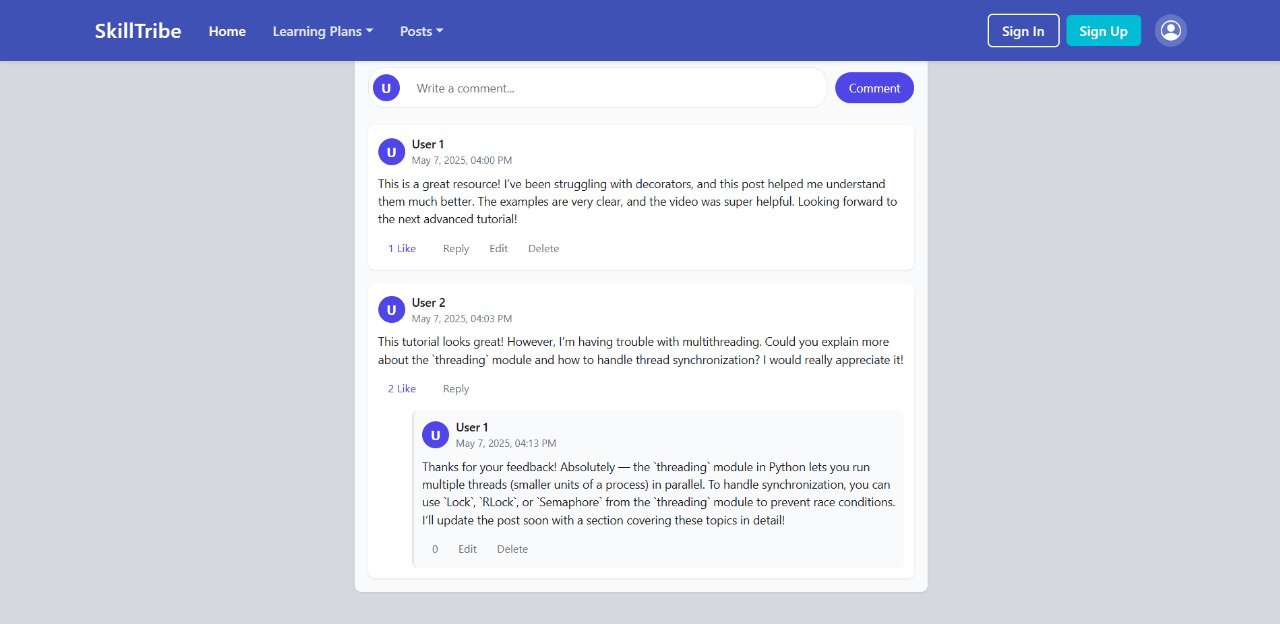 SkillTribe Home Learning Plans Posts Sign In Sign Up
U Write a comment... Comment
U User 1
May 7, 2025, 04:00 PM
This is a great resource! I've been struggling with decorators, and this post helped me understand
them much better. The examples are very clear, and the video was super helpful. Looking forward to
the next advanced tutorial!
1 Like Reply Edit Delete
U User 2
May 7, 2025, 04:03 PM
This tutorial looks great! However, I'm having trouble with multithreading. Could you explain more
about the `threading` module and how to handle thread synchronization? I would really appreciate it!
2 Like Reply
U User 1
May 7, 2025, 04:13 PM
Thanks for your feedback! Absolutely — the `threading` module in Python lets you run
multiple threads (smaller units of a process) in parallel. To handle synchronization, you can
use `Lock`, `RLock`, or `Semaphore` from the `threading` module to prevent race conditions.
I'll update the post soon with a section covering these topics in detail!
0 Edit Delete